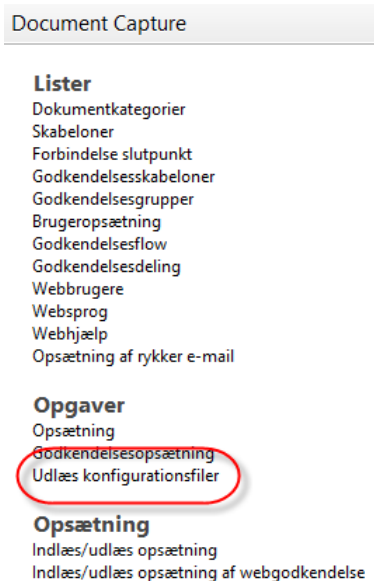 Document Capture
Lister
Dokumentkategorier
Skabeloner
Forbindelse slutpunkt
Godkendelsesskabeloner
Godkendelsesgrupper
Brugeropsætning
Godkendelsesflow
Godkendelsesdeling
Webbrugere
Websprog
Webhjælp
Opsætning af rykker e-mail
Opgaver
Opsætning
Godkendelsesopsætning
Udlæs konfigurationsfiler
Opsætning
Indlæs/udlæs opsætning
Indlæs/udlæs opsætning af webgodkendelse